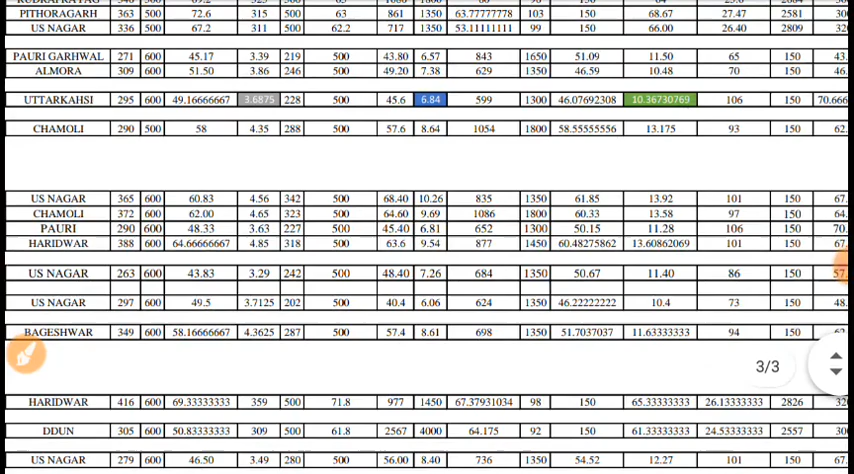 PITHORAGARH 363 500 72.6 315 500 63 861 1350 63.77777778 103 150 68.67 27.47 2581
US NAGAR 336 500 67.2 311 500 62.2 717 1350 53.11111111 99 150 66.00 26.40 2809
PAURI GARHWAL 271 600 45.17 3.39 219 500 43.80 6.57 843 1650 51.09 11.50 65 150 43.
ALMORA 309 600 51.50 3.86 246 500 49.20 7.38 629 1350 46.59 10.48 70 150 46.
UTTARKAHSI 295 600 49.16666667 3.6875 228 500 45.6 6.84 599 1300 46.07692308 10.36730769 106 150 70.666
CHAMOLI 290 500 58 4.35 288 500 57.6 8.64 1054 1800 58.55555556 13.175 93 150 62.
US NAGAR 365 600 60.83 4.56 342 500 68.40 10.26 835 1350 61.85 13.92 101 150 67.
CHAMOLI 372 600 62.00 4.65 323 500 64.60 9.69 1086 1800 60.33 13.58 97 150 64.
PAURI 290 600 48.33 3.63 227 500 45.40 6.81 652 1300 50.15 11.28 106 150 70.
HARIDWAR 388 600 64.66666667 4.85 318 500 63.6 9.54 877 1450 60.48275862 13.60862069 101 150 67.
US NAGAR 263 600 43.83 3.29 242 500 48.40 7.26 684 1350 50.67 11.40 86 150 57.
US NAGAR 297 600 49.5 3.7125 202 500 40.4 6.06 624 1350 46.22222222 10.4 73 150 48.
BAGESHWAR 349 600 58.16666667 4.3625 287 500 57.4 8.61 698 1350 51.7037037 11.63333333 94 150
3/3
HARIDWAR 416 600 69.33333333 359 500 71.8 977 1450 67.37931034 98 150 65.33333333 26.13333333 2826
DDUN 305 600 50.83333333 309 500 61.8 2567 4000 64.175 92 150 61.33333333 24.53333333 2557
US NAGAR 279 600 46.50 3.49 280 500 56.00 8.40 736 1350 54.52 12.27 101 150 67.